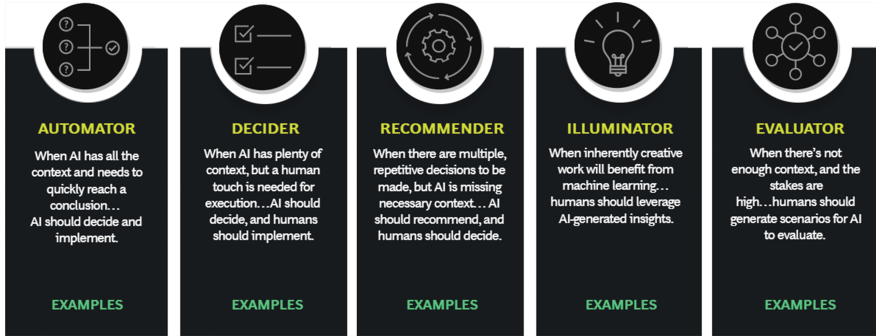 AUTOMATOR
When AI has all the
context and needs to
quickly reach a
conclusion…
AI should decide and
implement.
EXAMPLES
DECIDER
When AI has plenty of
context, but a human
touch is needed for
execution…AI should
decide, and humans
should implement.
EXAMPLES
RECOMMENDER
When there are multiple,
repetitive decisions to be
made, but AI is missing
necessary context… AI
should recommend, and
humans should decide.
EXAMPLES
ILLUMINATOR
When inherently creative
work will benefit from
machine learning…
humans should leverage
AI-generated insights.
EXAMPLES
EVALUATOR
When there's not
enough context, and the
stakes are
high…humans should
generate scenarios for AI
to evaluate.
EXAMPLES